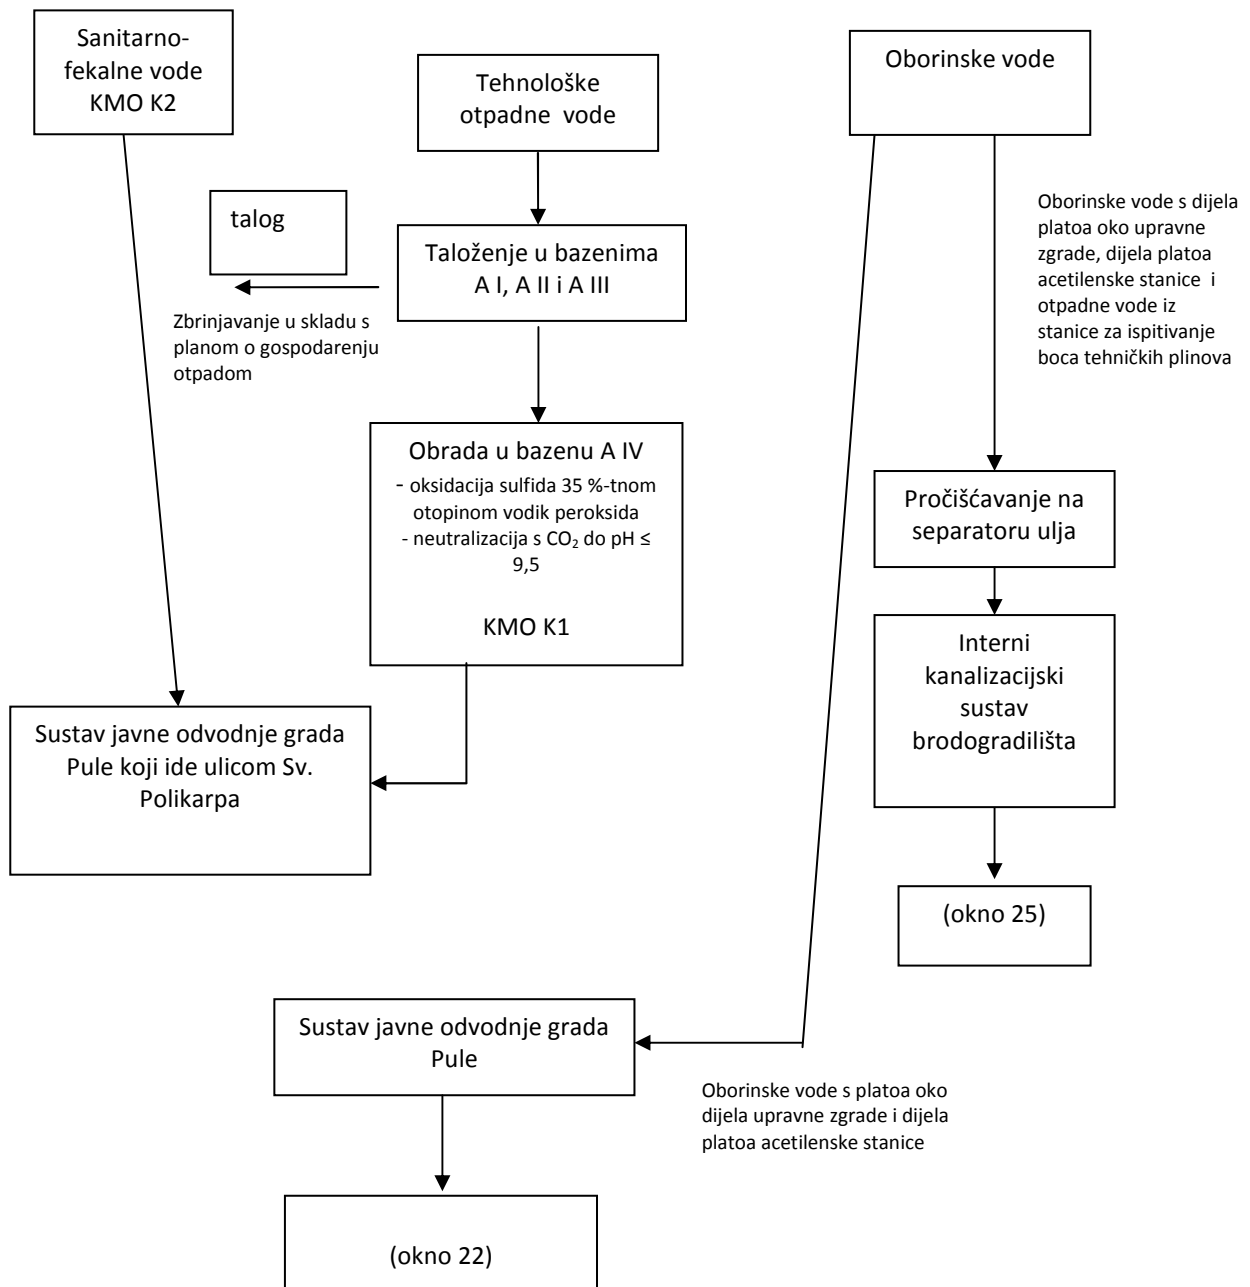 Sanitarno-
fekalne vode
KMO K2
Tehnološke
otpadne vode
Oborinske vode
talog
Taloženje u bazenima
A I, A II i A III
Zbrinjavanje u skladu s
planom o gospodarenju
otpadom
Oborinske vode s dijela
platoa oko upravne
zgrade, dijela platoa
acetilenske stanice i
otpadne vode iz
stanice za ispitivanje
boca tehničkih plinova
Obrada u bazenu A IV
- oksidacija sulfida 35 %-tnom
otopinom vodik peroksida
- neutralizacija s CO₂ do pH ≤
9,5
KMO K1
Pročišćavanje na
separatoru ulja
Interni
kanalizacijski
sustav
brodogradilišta
Sustav javne odvodnje grada
Pule koji ide ulicom Sv.
Polikarpa
(okno 25)
Sustav javne odvodnje grada
Pule
Oborinske vode s platoa oko
dijela upravne zgrade i dijela
platoa acetilenske stanice
(okno 22)